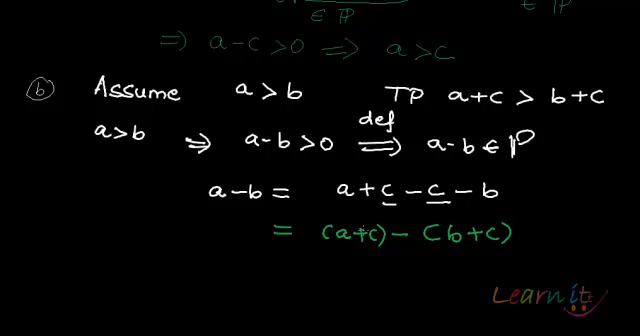 ∈ ℙ ∈ ℙ
⇒ a-c>0 ⇒ a>c
(b) Assume a>b TP a+c > b+c
a>b ⇒ a-b>0 def ⟺ a-b ∈ ℙ
a-b = a+c-c-b
= (a+c) - (b+c)
Learnit